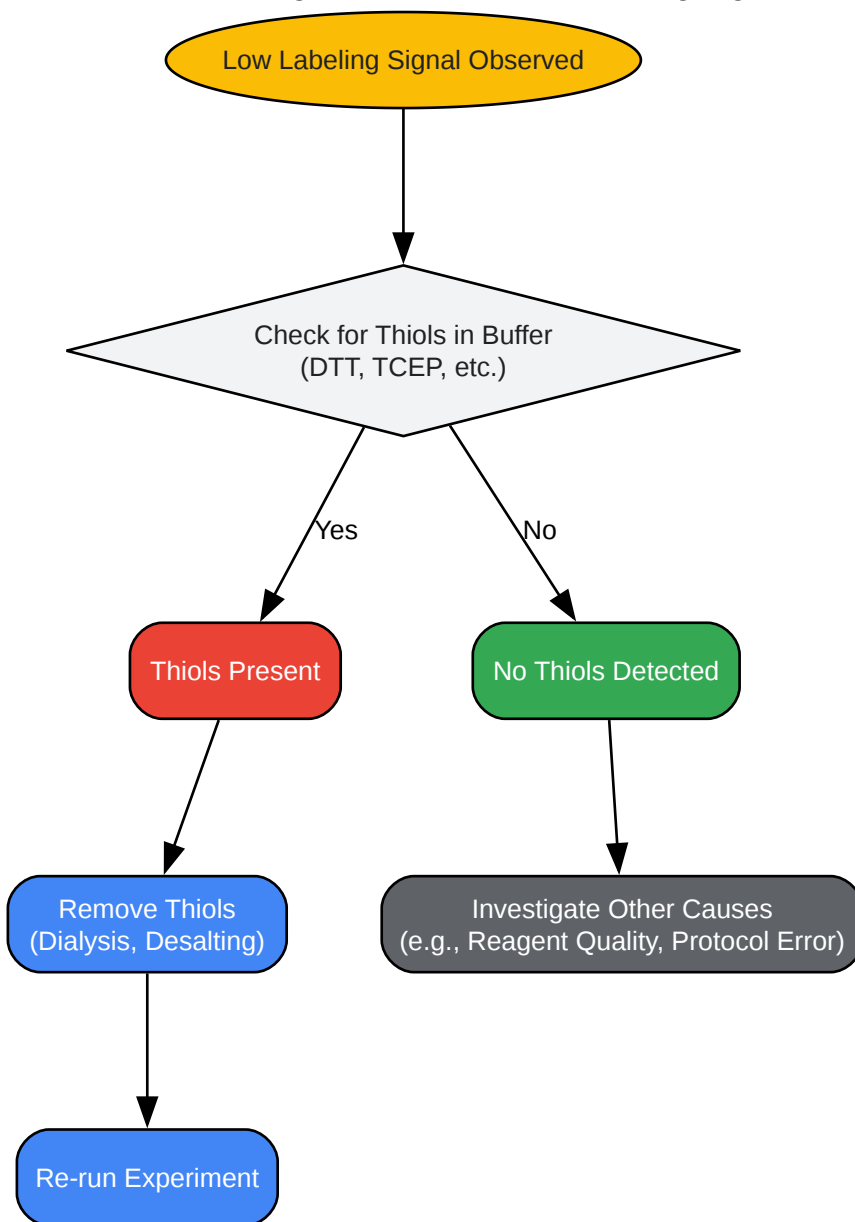 Low Labeling Signal Observed
Check for Thiols in Buffer
(DTT, TCEP, etc.)
Yes
No
Thiols Present
No Thiols Detected
Remove Thiols
(Dialysis, Desalting)
Investigate Other Causes
(e.g., Reagent Quality, Protocol Error)
Re-run Experiment